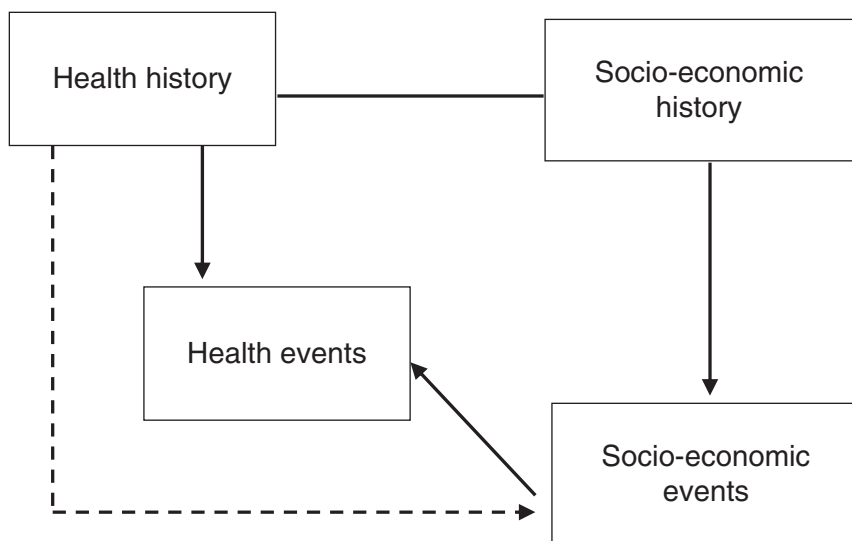 Health history
Socio-economic
history
Health events
Socio-economic
events